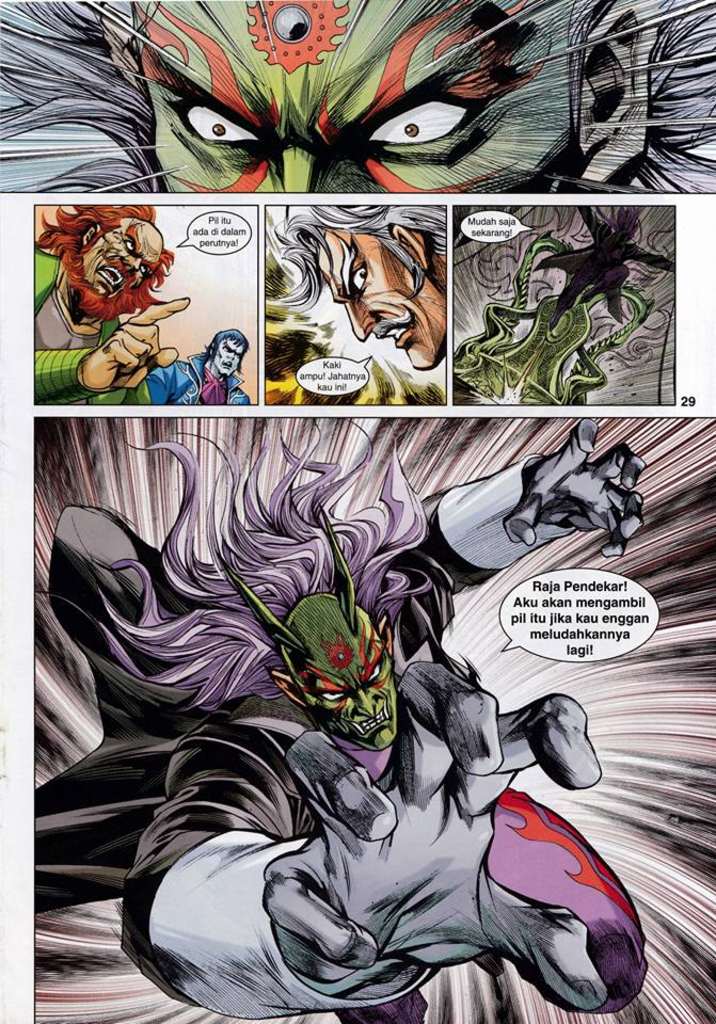 Pil itu
ada di dalam
perutnya!
Kaki
ampu! Jahatnya
kau ini!
Mudah saja
sekarang!
29
Raja Pendekar!
Aku akan mengambil
pil itu jika kau enggan
meludahkannya
lagi!